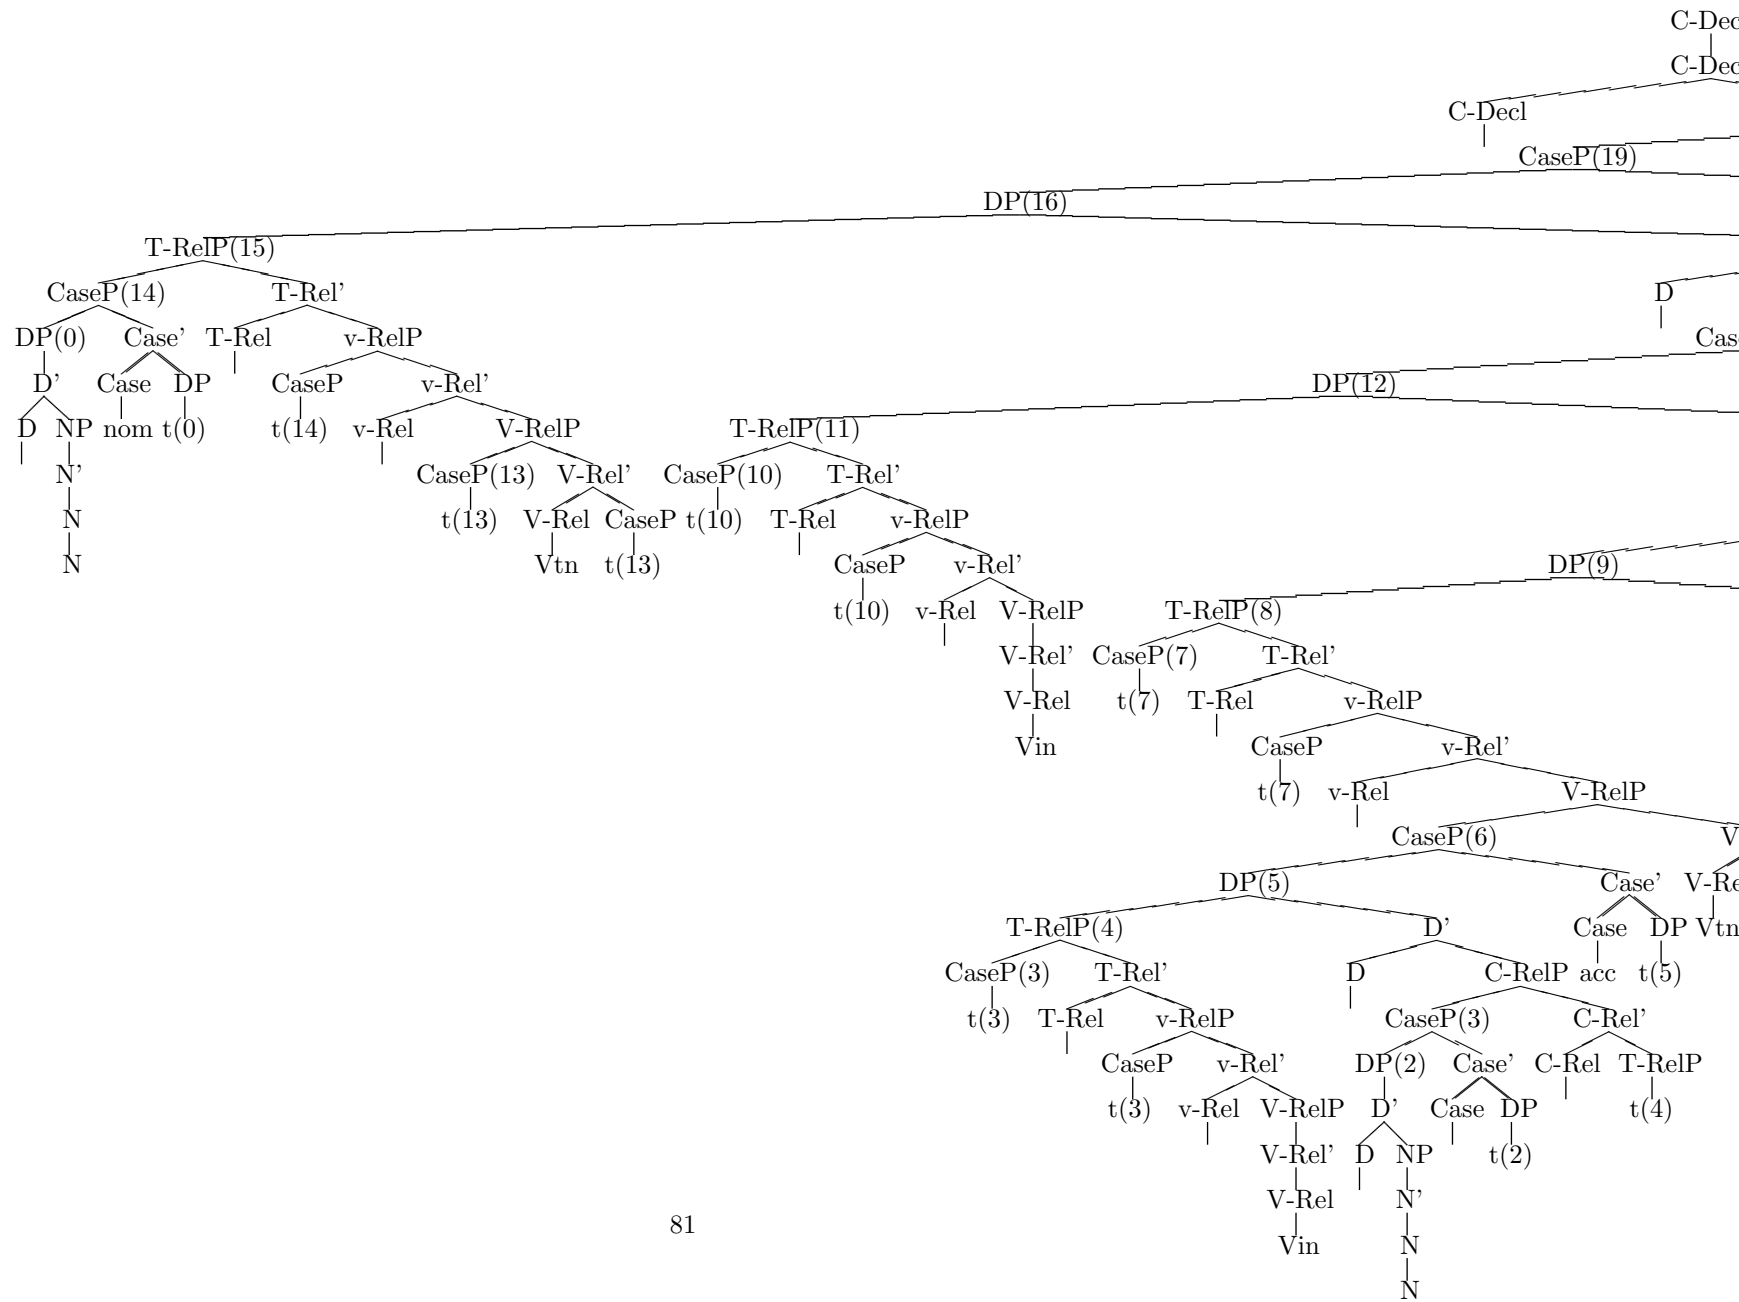 C-Dec
C-Dec
C-Decl
CaseP(19)
DP(16)
T-RelP(15)
CaseP(14) T-Rel' D
DP(0) Case' T-Rel v-RelP Cas
D' Case DP CaseP v-Rel' DP(12)
D NP nom t(0) t(14) v-Rel V-RelP T-RelP(11)
N' CaseP(13) V-Rel' CaseP(10) T-Rel'
N t(13) V-Rel CaseP t(10) T-Rel v-RelP
N Vtn t(13) CaseP v-Rel' DP(9)
t(10) v-Rel V-RelP T-RelP(8)
V-Rel' CaseP(7) T-Rel'
V-Rel t(7) T-Rel v-RelP
Vin CaseP v-Rel'
t(7) v-Rel V-RelP
CaseP(6) V
DP(5) Case' V-Re
T-RelP(4) D' Case DP Vtn
CaseP(3) T-Rel' D C-RelP acc t(5)
t(3) T-Rel v-RelP CaseP(3) C-Rel'
CaseP v-Rel' DP(2) Case' C-Rel T-RelP
t(3) v-Rel V-RelP D' Case DP t(4)
V-Rel' D NP t(2)
V-Rel N'
81
Vin N
N